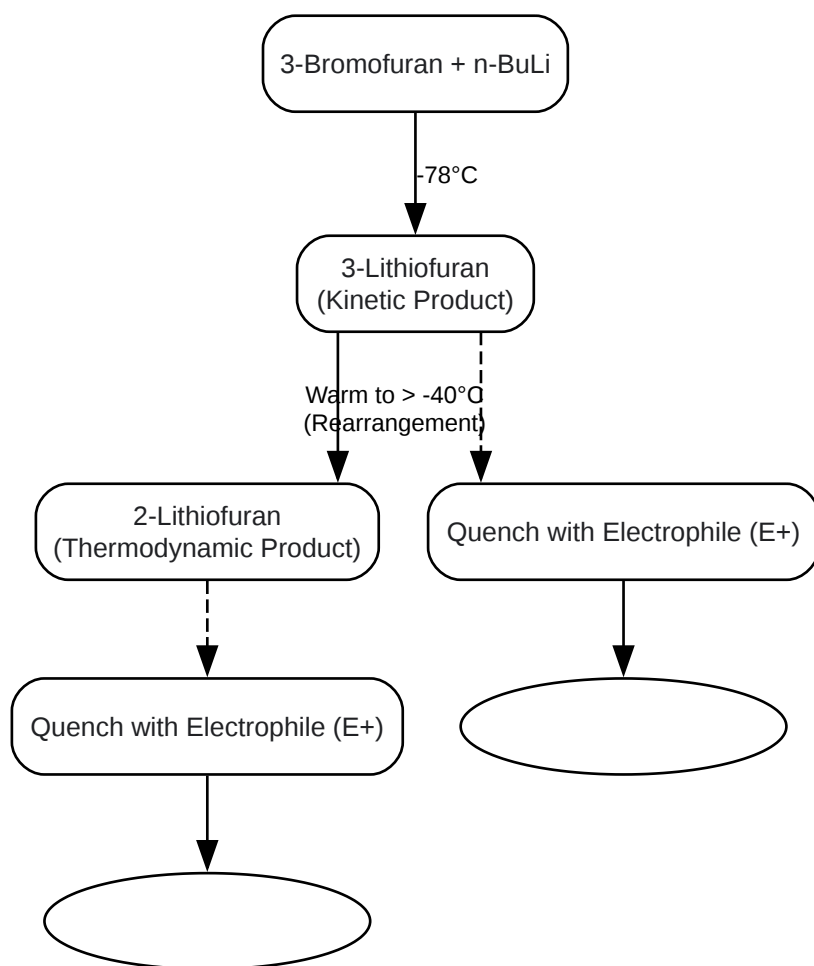 3-Bromofuran + n-BuLi
-78°C
3-Lithiofuran
(Kinetic Product)
Warm to > -40°C
(Rearrangement)
2-Lithiofuran
(Thermodynamic Product)
Quench with Electrophile (E+)
Quench with Electrophile (E+)